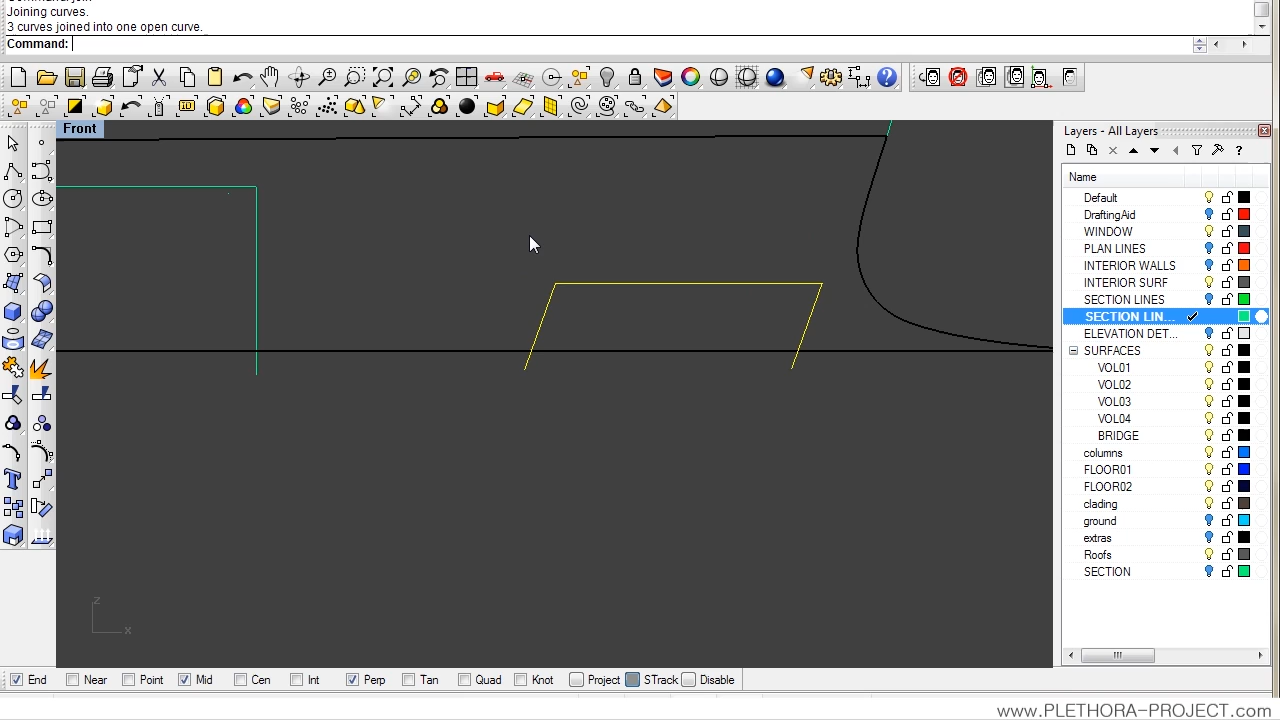 Joining curves.
3 curves joined into one open curve.
Command:
Front
z
x
Layers - All Layers
Name
Default
DraftingAid
WINDOW
PLAN LINES
INTERIOR WALLS
INTERIOR SURF
SECTION LINES
SECTION LIN...
ELEVATION DET...
SURFACES
VOL01
VOL02
VOL03
VOL04
BRIDGE
columns
FLOOR01
FLOOR02
clading
ground
extras
Roofs
SECTION
End Near Point Mid Cen Int Perp Tan Quad Knot Project STrack Disable
www.PLETHORA-PROJECT.com